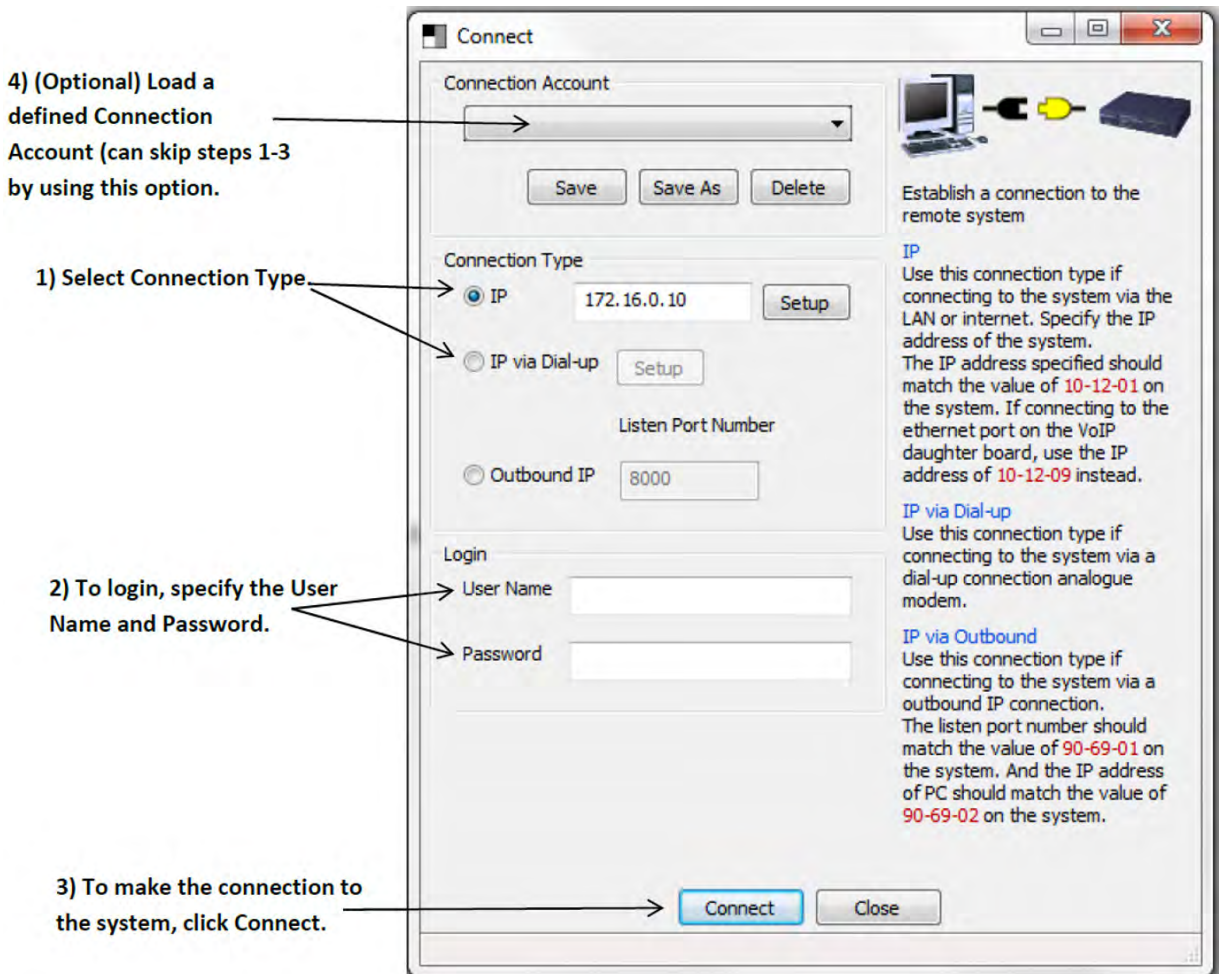 Connect
4) (Optional) Load a
defined Connection
Account (can skip steps 1-3
by using this option.
Connection Account
Save Save As Delete
1) Select Connection Type.
Connection Type
IP 172.16.0.10 Setup
IP via Dial-up Setup
Listen Port Number
Outbound IP 8000
2) To login, specify the User
Name and Password.
Login
User Name
Password
Establish a connection to the
remote system
IP
Use this connection type if
connecting to the system via the
LAN or internet. Specify the IP
address of the system.
The IP address specified should
match the value of 10-12-01 on
the system. If connecting to the
ethernet port on the VoIP
daughter board, use the IP
address of 10-12-09 instead.
IP via Dial-up
Use this connection type if
connecting to the system via a
dial-up connection analogue
modem.
IP via Outbound
Use this connection type if
connecting to the system via a
outbound IP connection.
The listen port number should
match the value of 90-69-01 on
the system. And the IP address
of PC should match the value of
90-69-02 on the system.
3) To make the connection to
the system, click Connect.
Connect Close